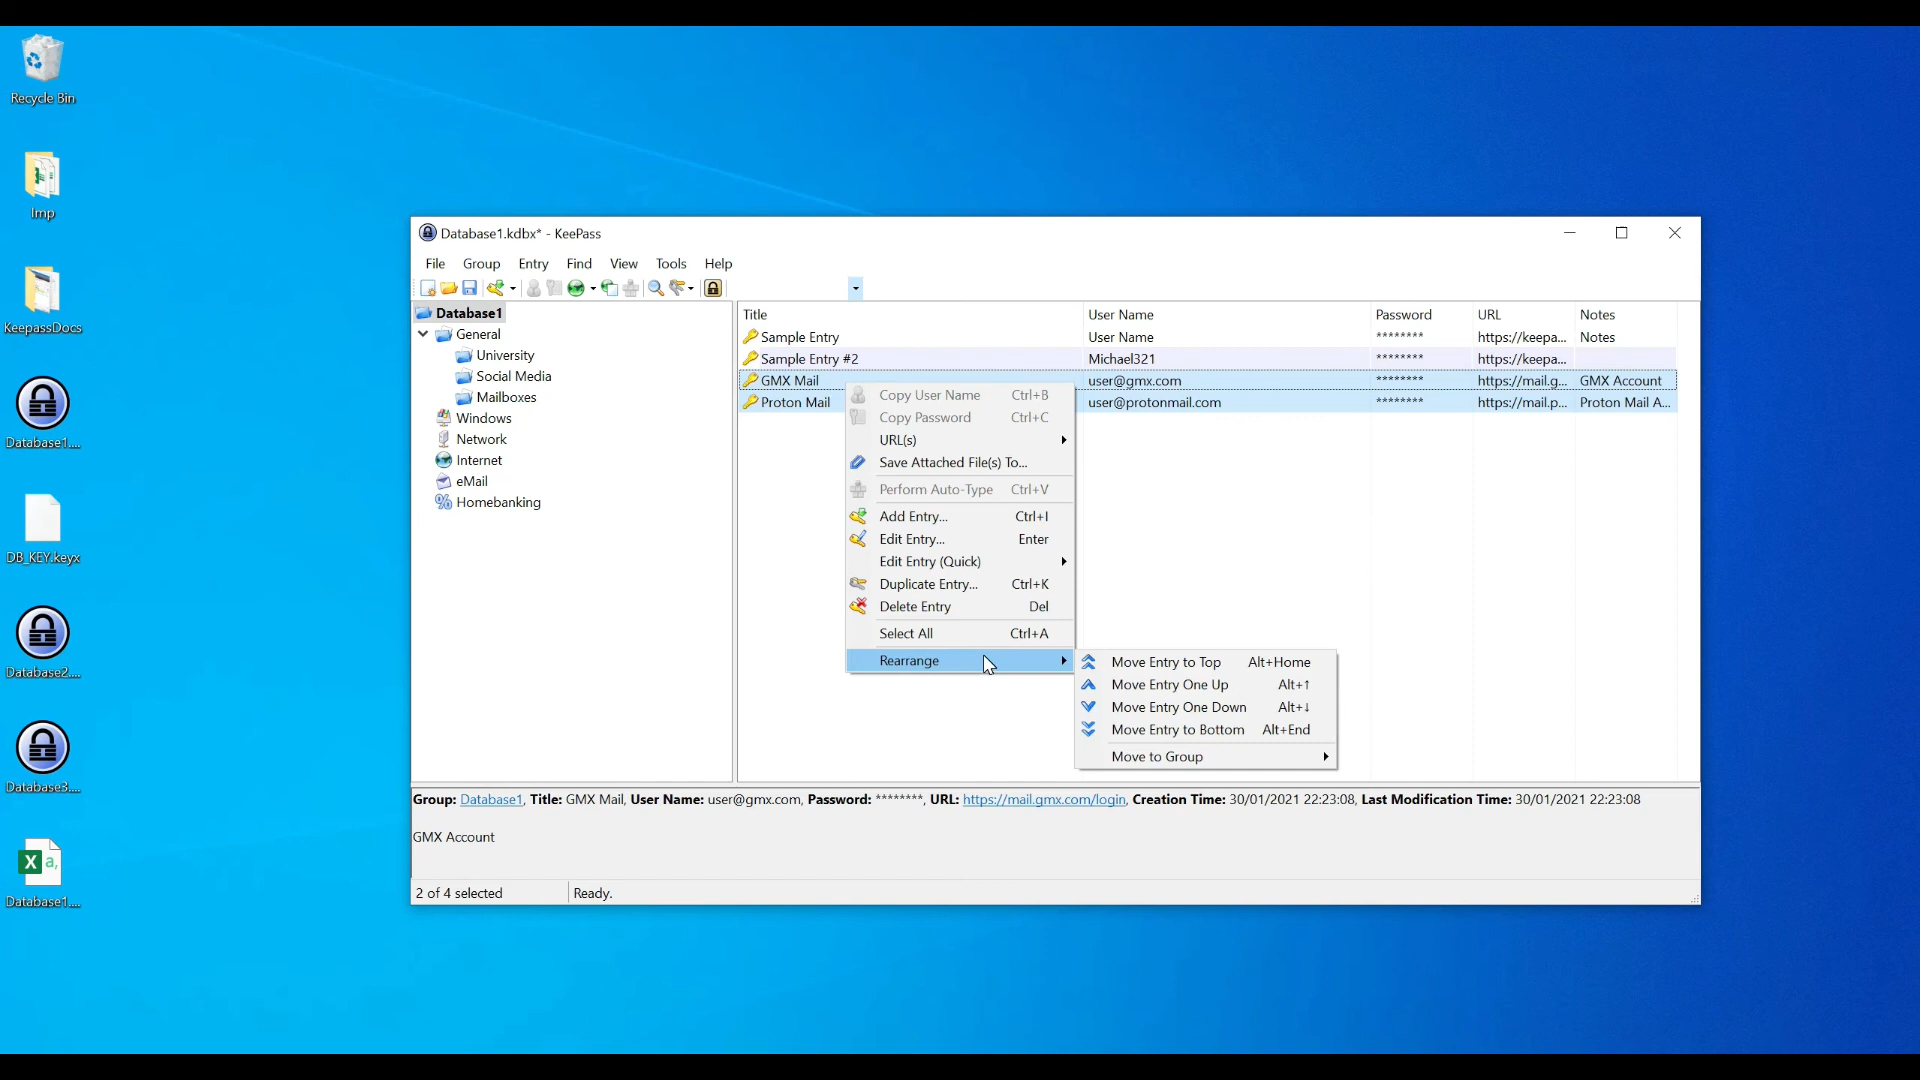 Recycle Bin
Imp
KeepassDocs
Database1....
DB_KEY.keyx
Database2....
Database3....
Database1....
Database1.kdbx* - KeePass
File Group Entry Find View Tools Help
Database1
General
University
Social Media
Mailboxes
Windows
Network
Internet
eMail
Homebanking
Title User Name Password URL Notes
Sample Entry User Name ******** https://keepa... Notes
Sample Entry #2 Michael321 ******** https://keepa...
GMX Mail user@gmx.com ******** https://mail.g... GMX Account
Proton Mail user@protonmail.com ******** https://mail.p... Proton Mail A...
Copy User Name Ctrl+B
Copy Password Ctrl+C
URL(s)
Save Attached File(s) To...
Perform Auto-Type Ctrl+V
Add Entry... Ctrl+I
Edit Entry... Enter
Edit Entry (Quick)
Duplicate Entry... Ctrl+K
Delete Entry Del
Select All Ctrl+A
Rearrange
Move Entry to Top Alt+Home
Move Entry One Up Alt+↑
Move Entry One Down Alt+↓
Move Entry to Bottom Alt+End
Move to Group
Group: Database1, Title: GMX Mail, User Name: user@gmx.com, Password: ********, URL: https://mail.gmx.com/login, Creation Time: 30/01/2021 22:23:08, Last Modification Time: 30/01/2021 22:23:08
GMX Account
2 of 4 selected Ready.